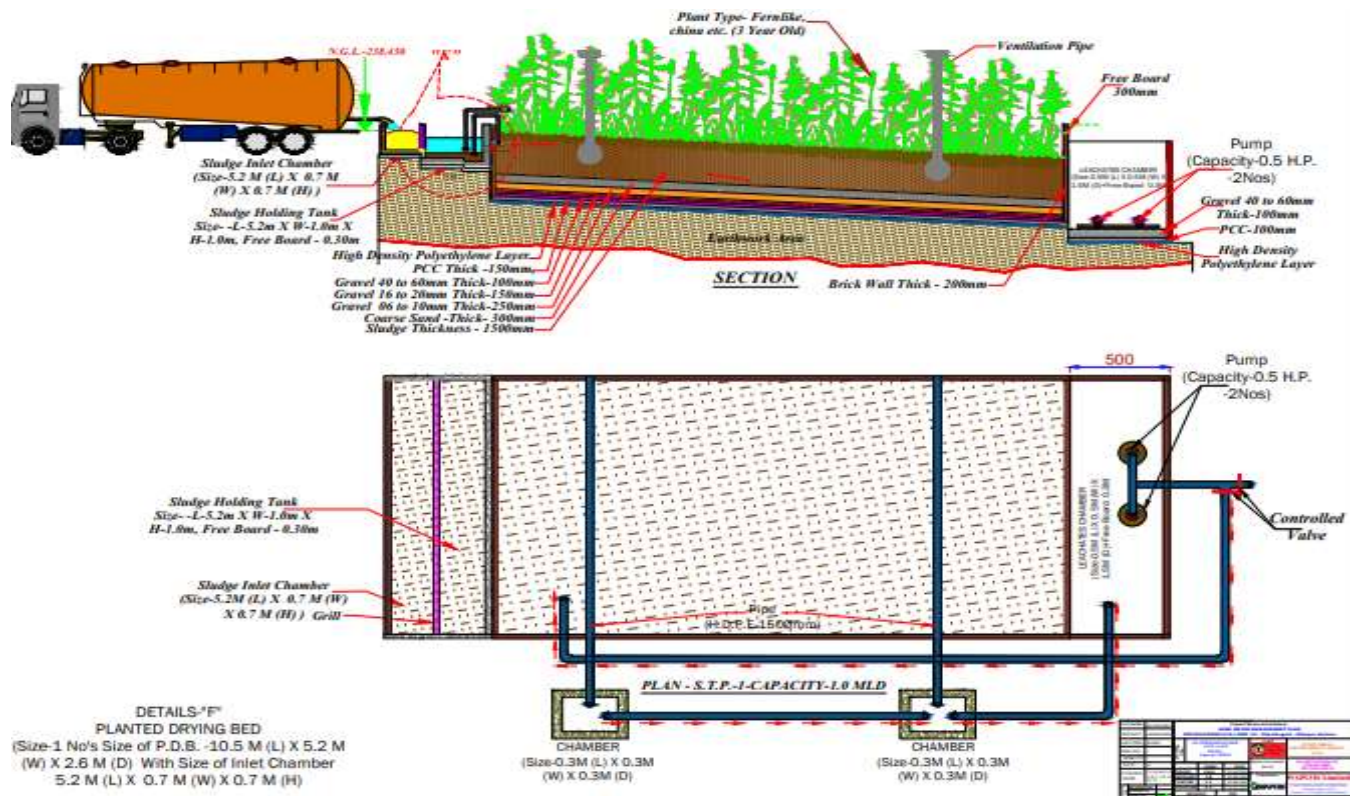 Plant Type- Fernlike,
china etc. (3 Year Old)
N.G.L.-258.450
Ventilation Pipe
Free Board
300mm
Pump
(Capacity-0.5 H.P.
-2Nos)
Sludge Inlet Chamber
(Size-5.2 M (L) X 0.7 M
(W) X 0.7 M (H) )
LEACHATES CHAMBER
Sludge Holding Tank
Size- -L-5.2m X W-1.0m X
H-1.0m, Free Board - 0.30m
Gravel 40 to 60mm
Thick-100mm
PCC-100mm
High Density
Polyethylene Layer
Earthwork Area
High Density Polyethylene Layer
PCC Thick -150mm,
Gravel 40 to 60mm Thick-100mm
Gravel 16 to 20mm Thick-150mm
Gravel 06 to 10mm Thick-250mm
Coarse Sand -Thick- 300mm
Sludge Thickness - 1500mm
SECTION
Brick Wall Thick - 200mm
500
Pump
(Capacity-0.5 H.P.
-2Nos)
Sludge Holding Tank
Size- -L-5.2m X W-1.0m X
H-1.0m, Free Board - 0.30m
LEACHATES CHAMBER
Controlled
Valve
Sludge Inlet Chamber
(Size-5.2M (L) X 0.7 M (W)
X 0.7 M (H) ) Grill
Pipe
PLAN - S.T.P.-1-CAPACITY-1.0 MLD
CHAMBER
(Size-0.3M (L) X 0.3M
(W) X 0.3M (D)
CHAMBER
(Size-0.3M (L) X 0.3M
(W) X 0.3M (D)
DETAILS-"F"
PLANTED DRYING BED
(Size-1 No's Size of P.D.B. -10.5 M (L) X 5.2 M
(W) X 2.6 M (D) With Size of Inlet Chamber
5.2 M (L) X 0.7 M (W) X 0.7 M (H)